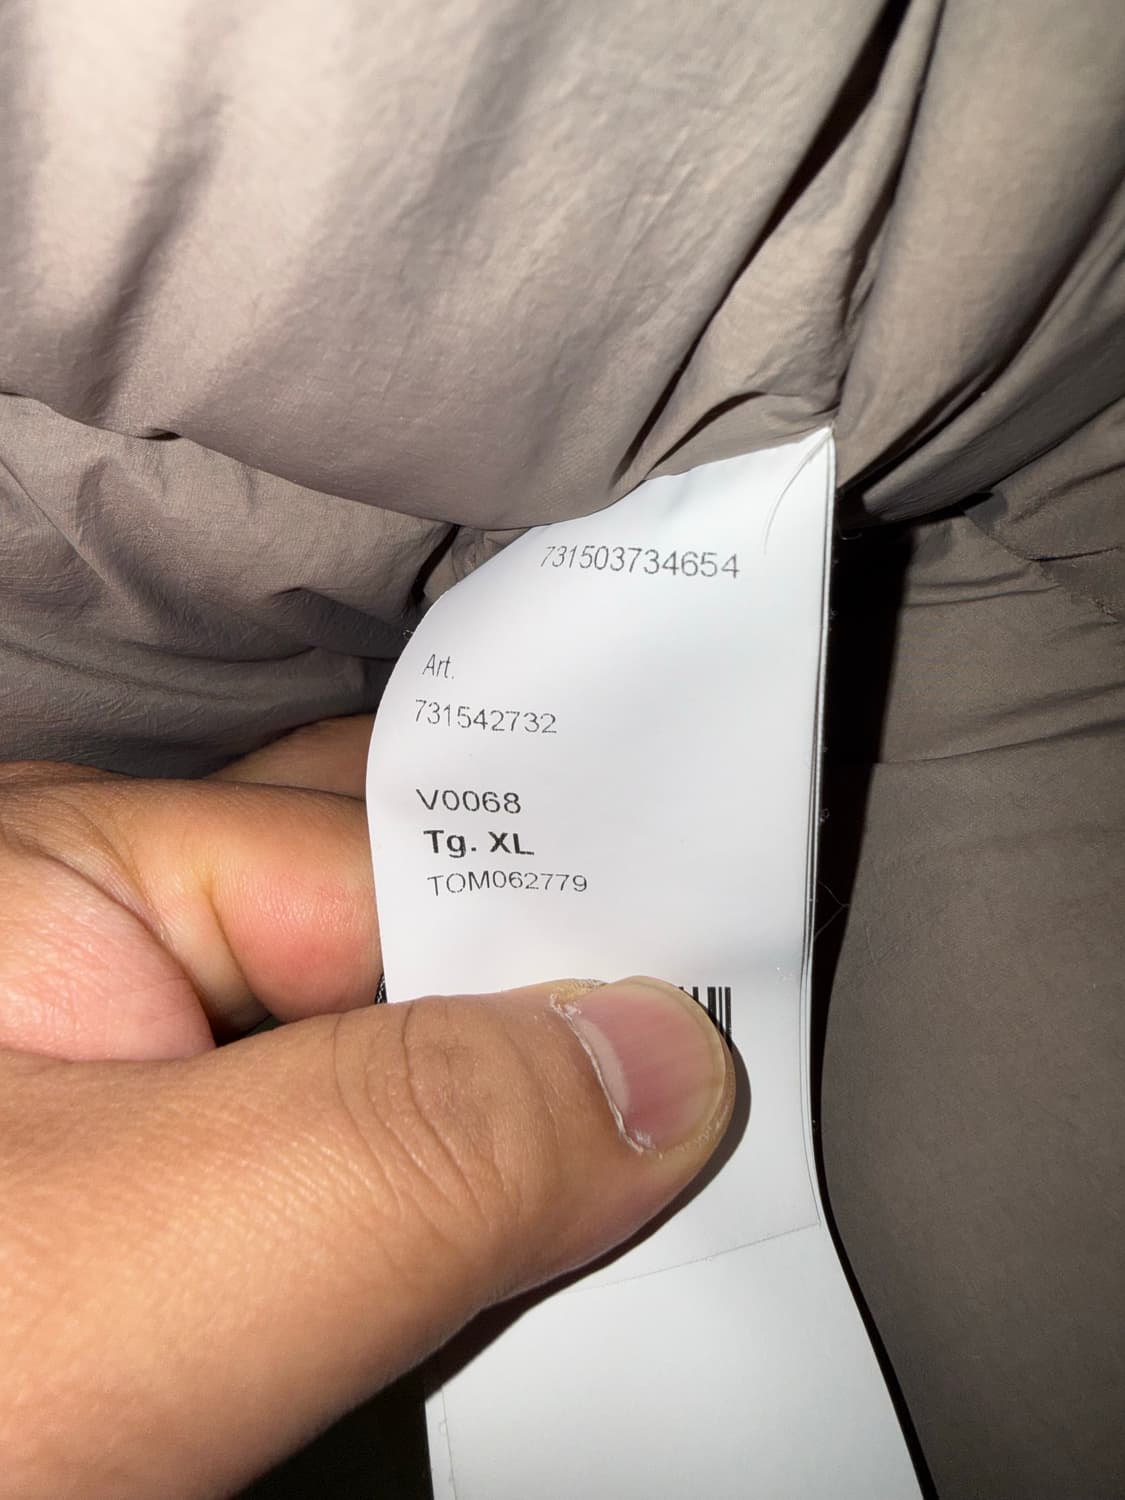 731503734654
Art.
731542732
V0068
Tg. XL
TOM062779